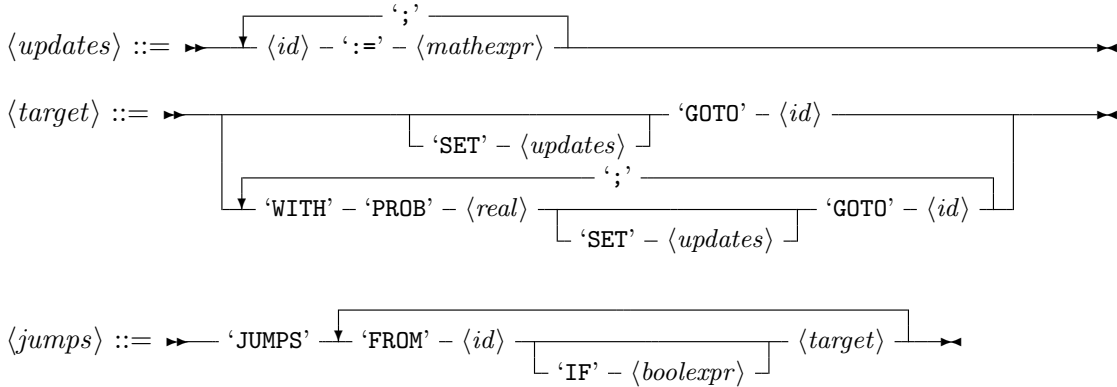 ‘;’
⟨updates⟩ ::= ⟨id⟩ – ‘:=’ – ⟨mathexpr⟩
⟨target⟩ ::= ‘GOTO’ – ⟨id⟩
‘SET’ – ⟨updates⟩
‘;’
‘WITH’ – ‘PROB’ – ⟨real⟩ ‘GOTO’ – ⟨id⟩
‘SET’ – ⟨updates⟩
⟨jumps⟩ ::= ‘JUMPS’ ‘FROM’ – ⟨id⟩ ⟨target⟩
‘IF’ – ⟨boolexpr⟩